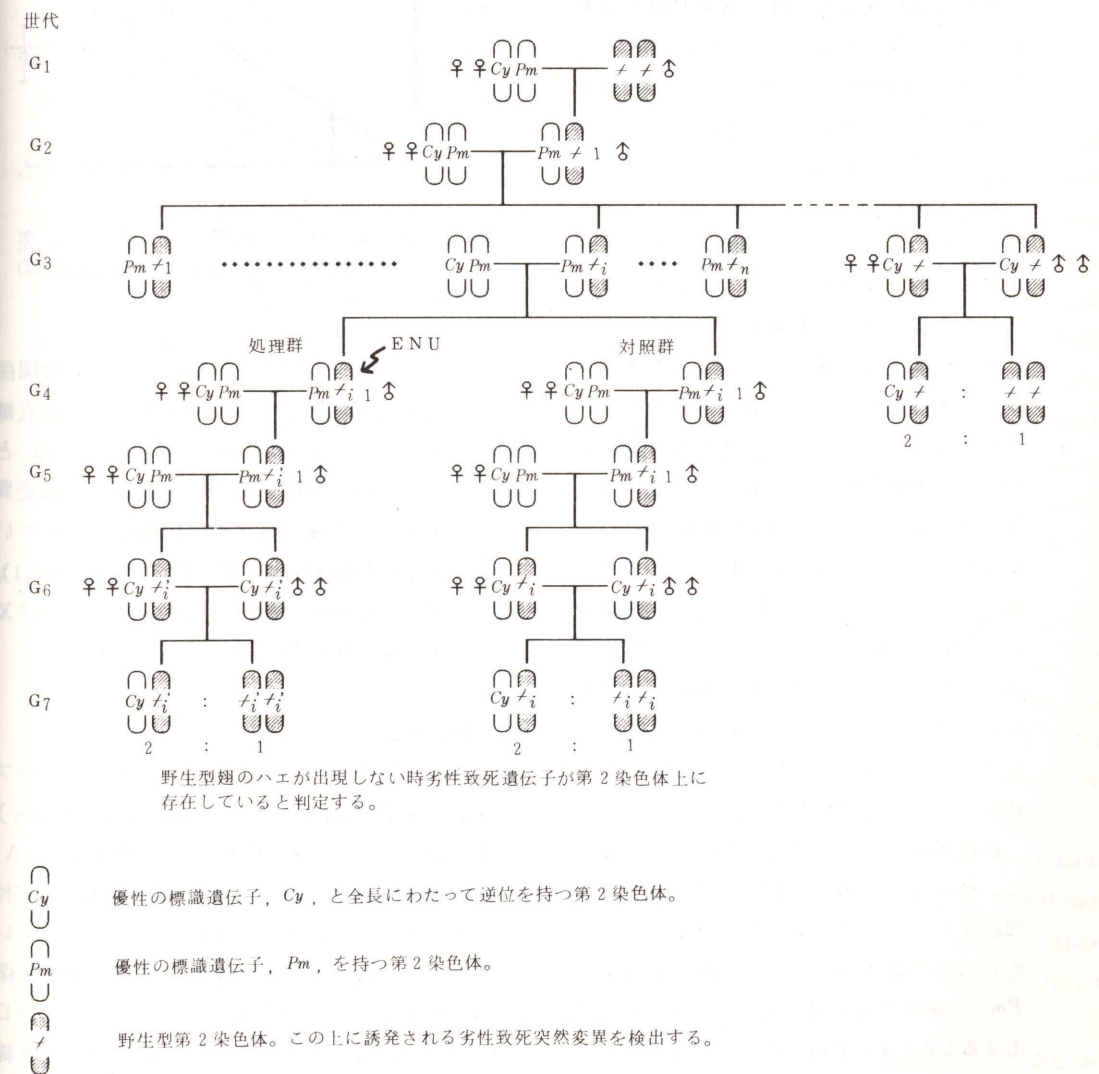 世代
G1 ♀ ♀ Cy Pm + + ♂
G2 ♀ ♀ Cy Pm Pm + 1 ♂
G3 Pm +1 Cy Pm Pm +i Pm +n ♀ ♀ Cy + Cy + ♂ ♂
処理群 ENU 対照群
G4 ♀ ♀ Cy Pm Pm +i 1 ♂ ♀ ♀ Cy Pm Pm +i 1 ♂ Cy + : + +
2 : 1
G5 ♀ ♀ Cy Pm Pm +i' 1 ♂ ♀ ♀ Cy Pm Pm +i 1 ♂
G6 ♀ ♀ Cy +i' Cy +i' ♂ ♂ ♀ ♀ Cy +i Cy +i ♂ ♂
G7 Cy +i' : +i' +i' Cy +i : +i +i
2 : 1 2 : 1
野生型翅のハエが出現しない時劣性致死遺伝子が第2染色体上に
存在していると判定する。
Cy 優性の標識遺伝子，Cy，と全長にわたって逆位を持つ第2染色体。
Pm 優性の標識遺伝子，Pm，を持つ第2染色体。
+ 野生型第2染色体。この上に誘発される劣性致死突然変異を検出する。